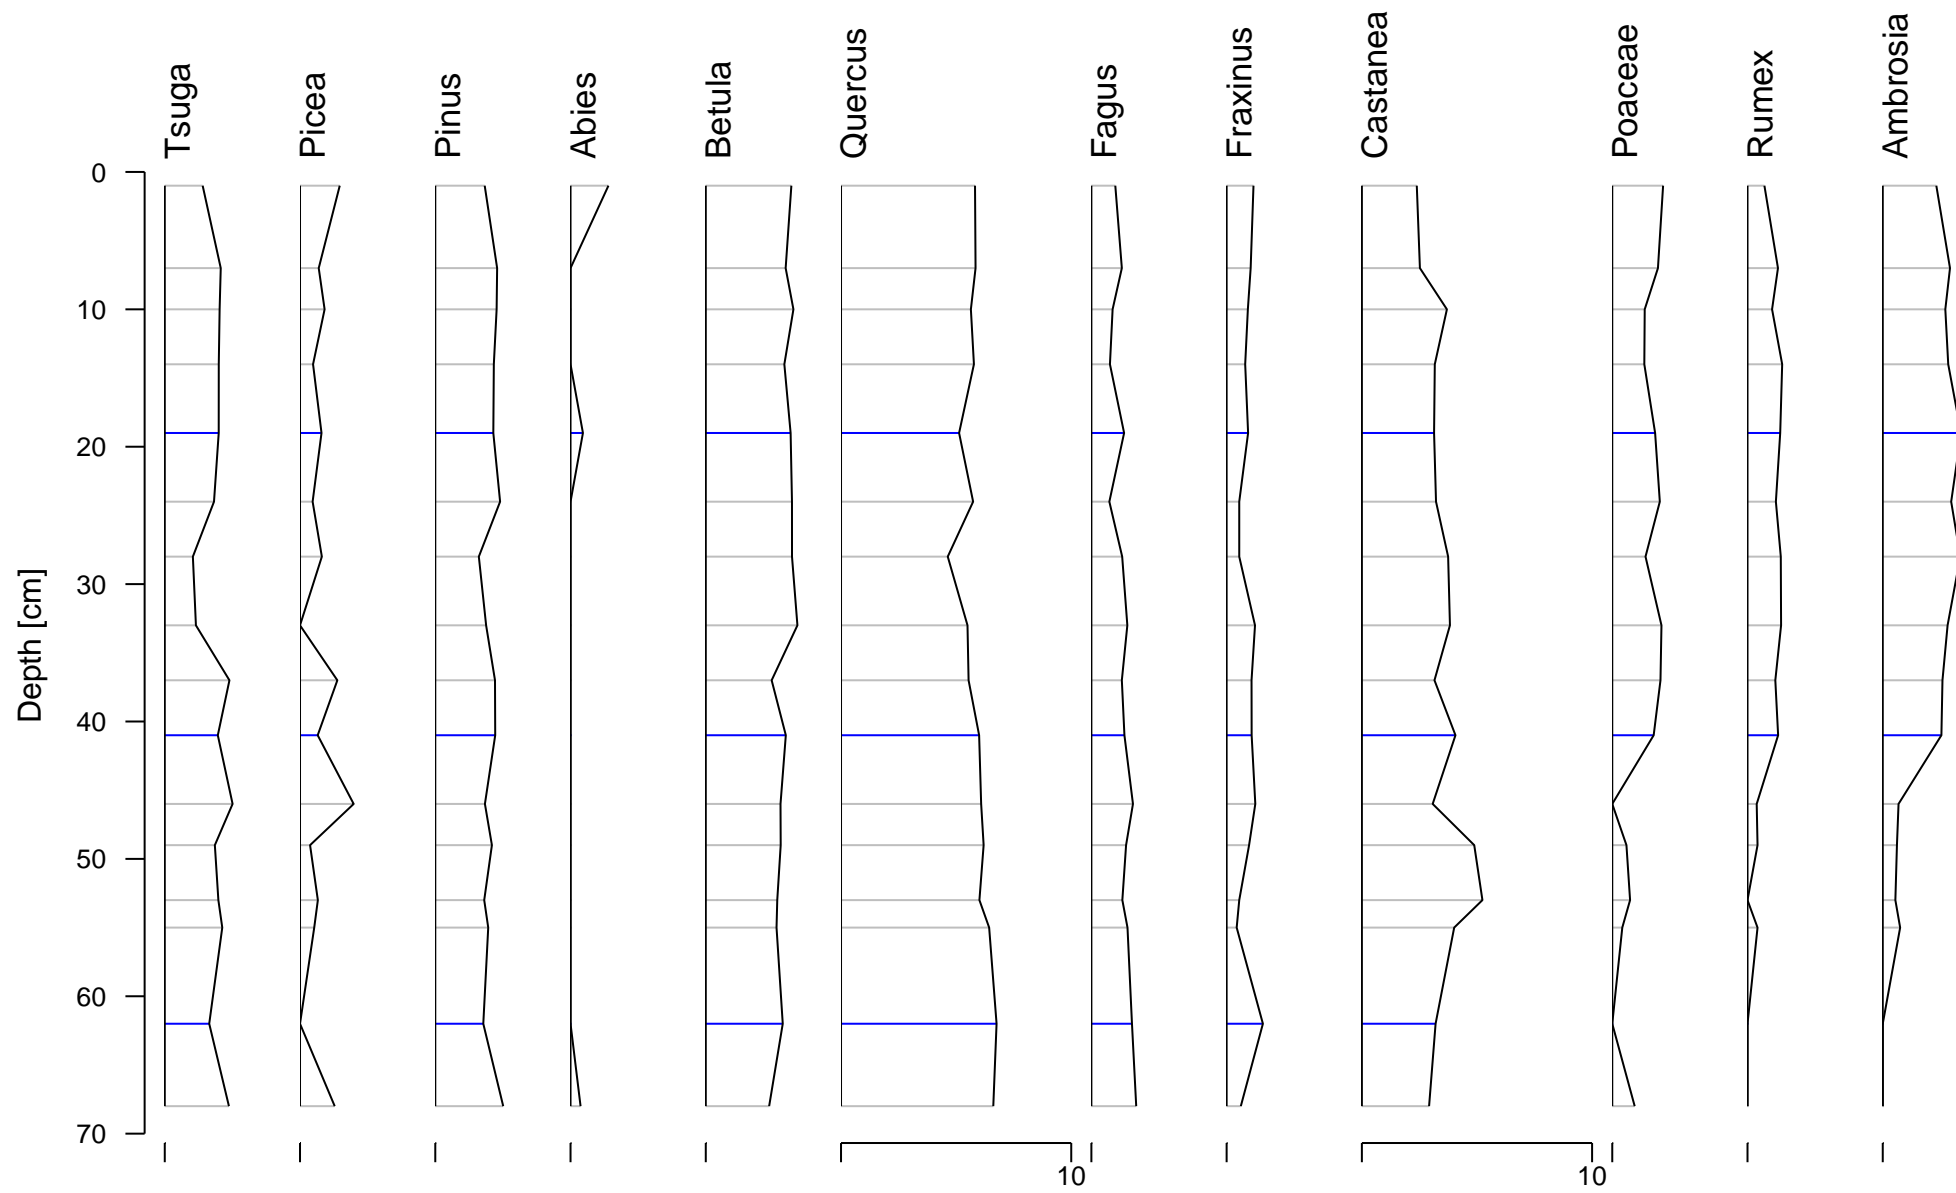 Tsuga
Picea
Pinus
Abies
Betula
Quercus
Fagus
Fraxinus
Castanea
Poaceae
Rumex
Ambrosia
Depth [cm]
0
10
20
30
40
50
60
70
10
10